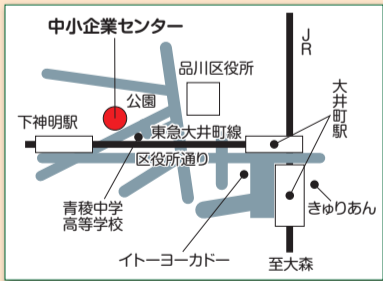 中小企業センター
JR
品川区役所
公園
大井町駅
下神明駅
東急大井町線
区役所通り
青稜中学
高等学校
きゅりあん
イトーヨーカドー
至大森